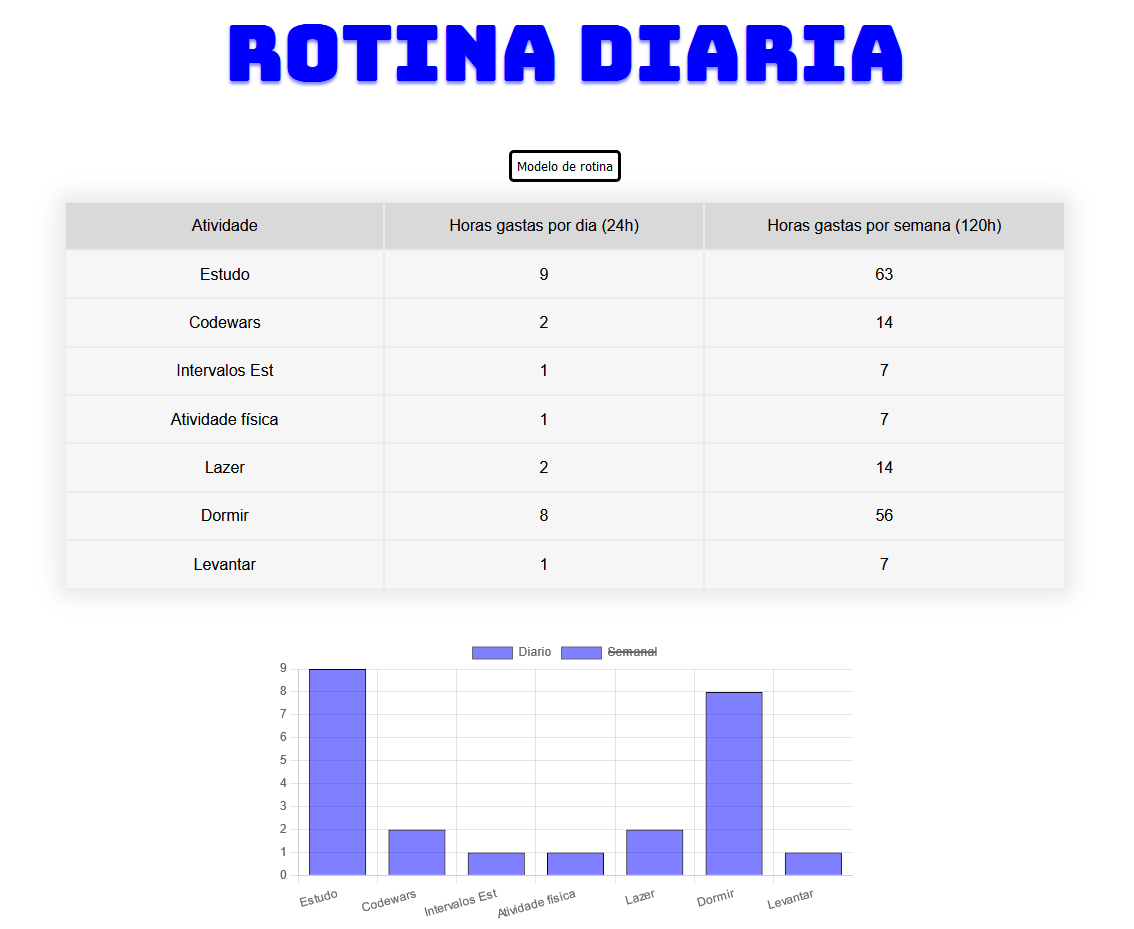 ROTINA DIARIA
Modelo de rotina
Atividade Horas gastas por dia (24h) Horas gastas por semana (120h)
Estudo 9 63
Codewars 2 14
Intervalos Est 1 7
Atividade física 1 7
Lazer 2 14
Dormir 8 56
Levantar 1 7
Diario Semanal
9
8
7
6
5
4
3
2
1
0
Estudo Codewars Intervalos Est Atividade física Lazer Dormir Levantar